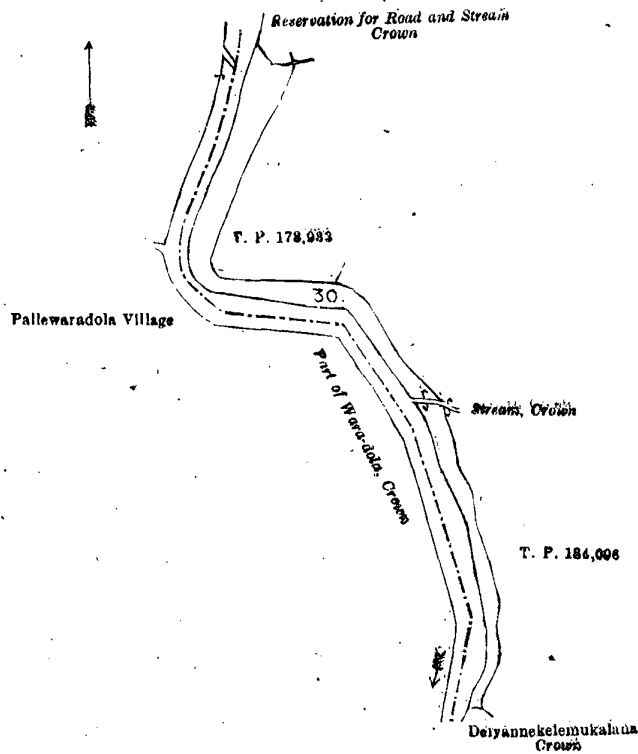 Reservation for Road and Stream
Crown
T. P. 178,933
30
Pallewaradola Village
Part of Wara-dola, Crown
Stream, Crown
T. P. 184,096
Deiyannekelemukalana
Crown